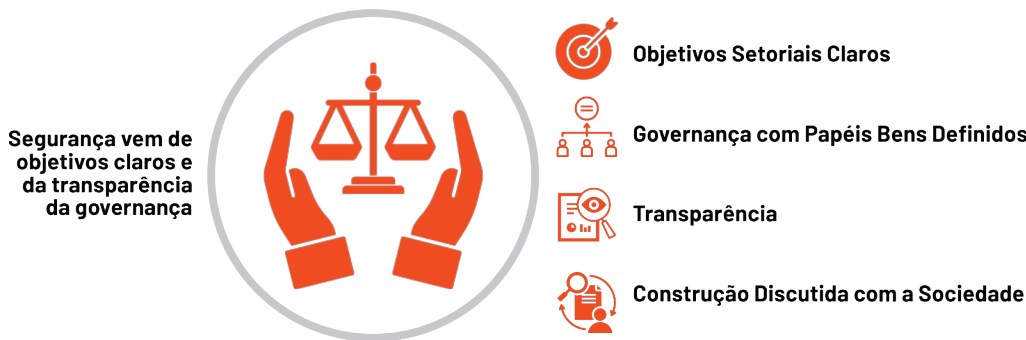 Segurança vem de
objetivos claros e
da transparência
da governança
Objetivos Setoriais Claros
Governança com Papéis Bens Definidos
Transparência
Construção Discutida com a Sociedade